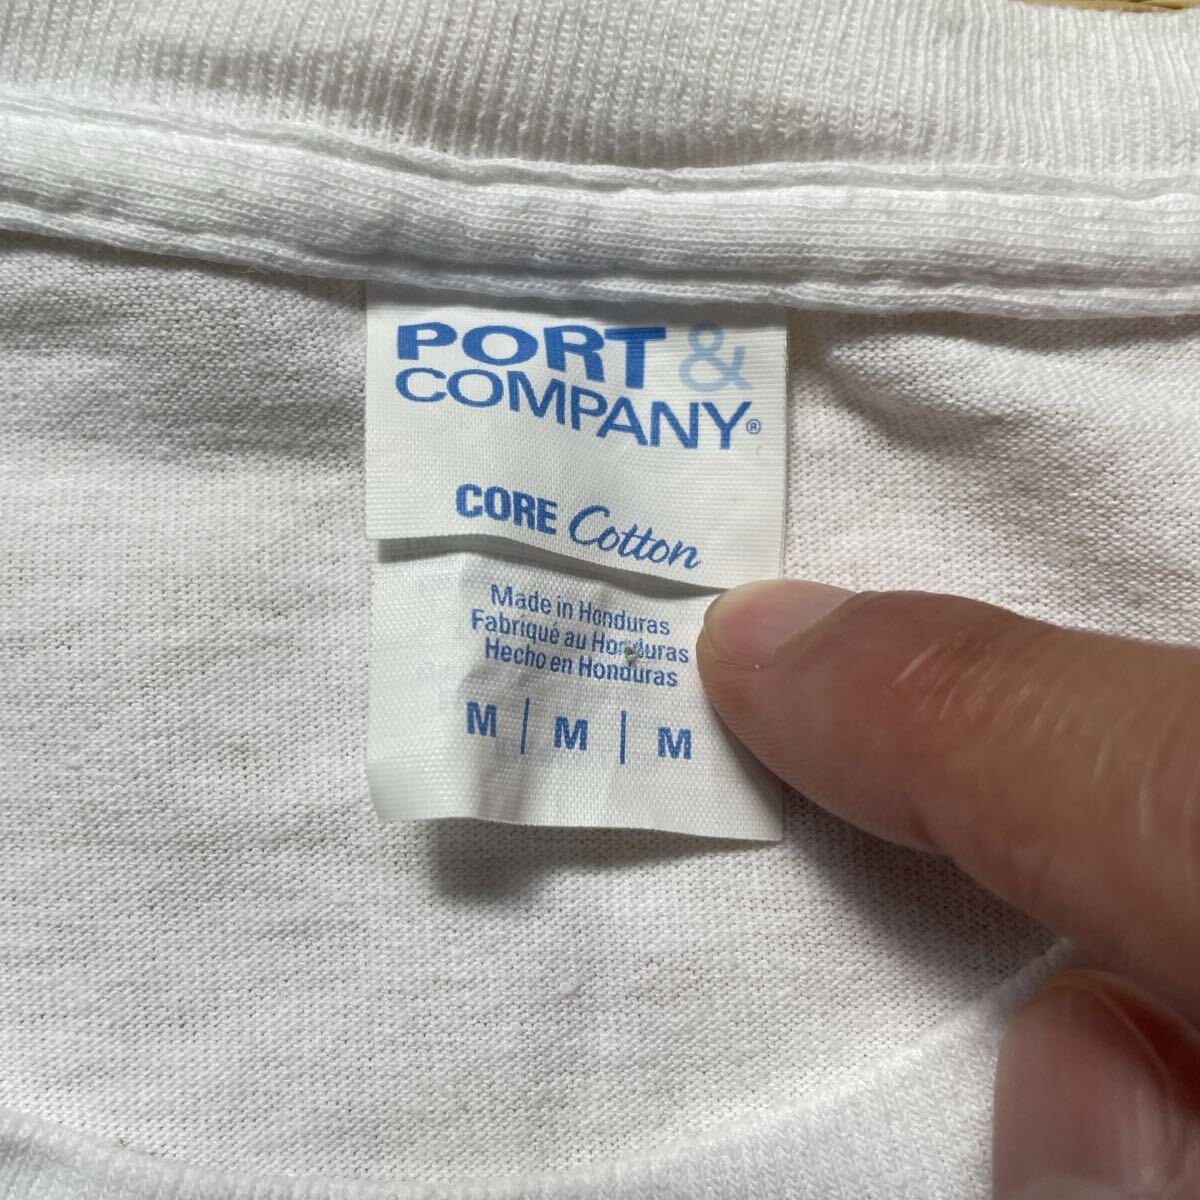 PORT &
COMPANY®
CORE Cotton
Made in Honduras
Fabriqué au Honduras
Hecho en Honduras
M | M | M